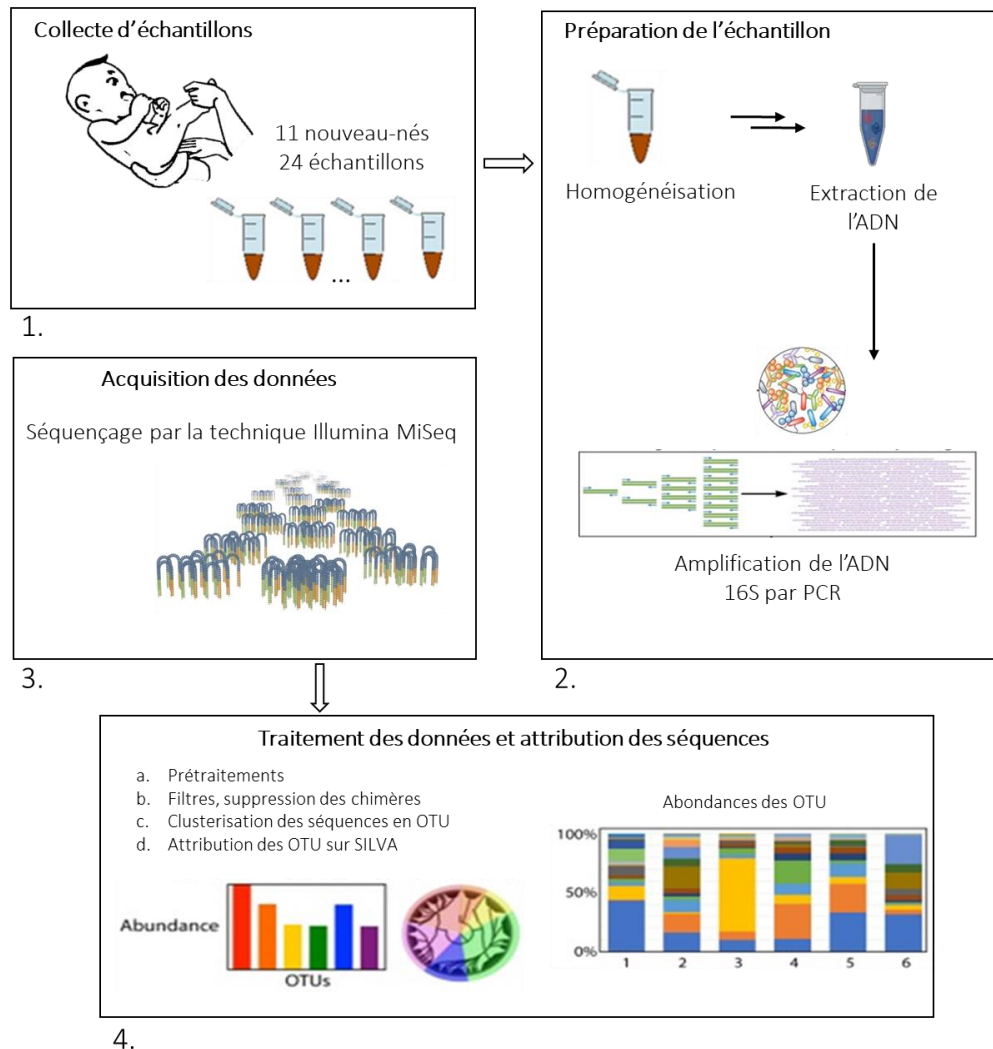 Collecte d’échantillons
11 nouveau-nés
24 échantillons
...
1.
Préparation de l’échantillon
Homogénéisation
Extraction de
l’ADN
Amplification de l’ADN
16S par PCR
2.
Acquisition des données
Séquençage par la technique Illumina MiSeq
3.
Traitement des données et attribution des séquences
a. Prétraitements
b. Filtres, suppression des chimères
c. Clusterisation des séquences en OTU
d. Attribution des OTU sur SILVA
Abundance
OTUs
Abondances des OTU
100%
50%
0%
1 2 3 4 5 6
4.